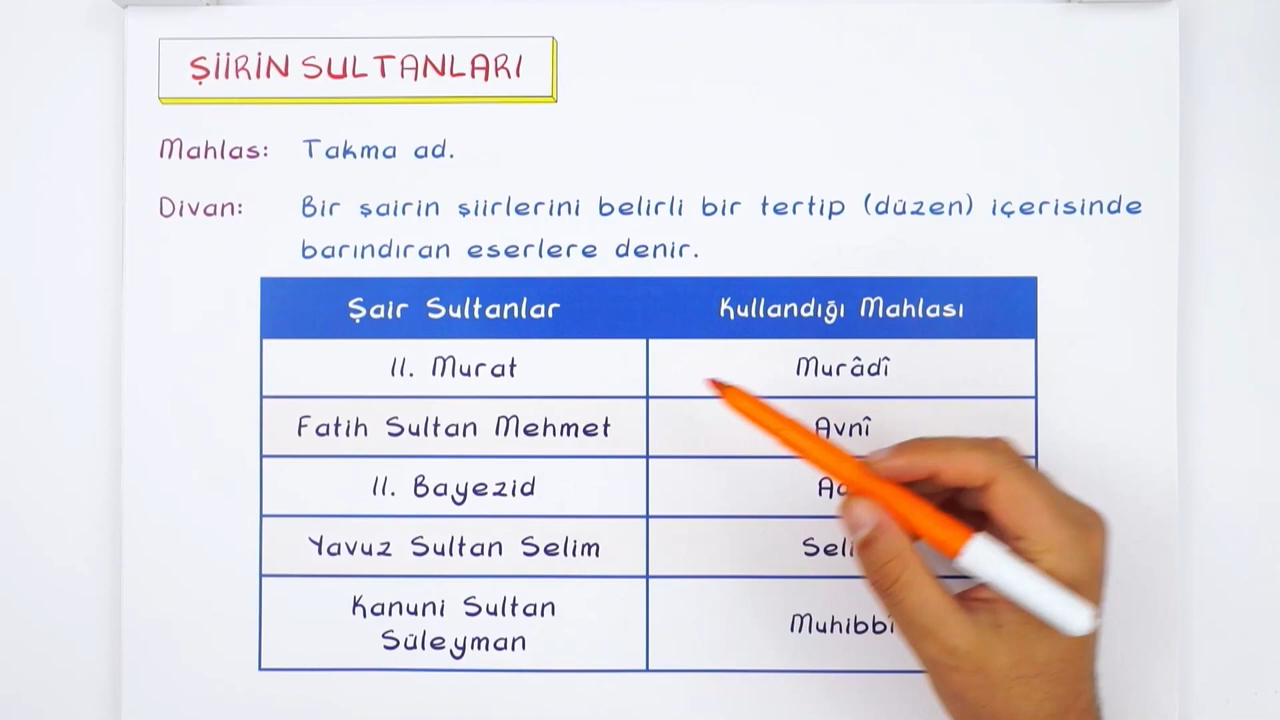 ŞİİRİN SULTANLARI
Mahlas: Takma ad.
Divan: Bir şairin şiirlerini belirli bir tertip (düzen) içerisinde
barındıran eserlere denir.
Şair Sultanlar Kullandığı Mahlası
II. Murat Murâdî
Fatih Sultan Mehmet Avnî
II. Bayezid
Yavuz Sultan Selim
Kanuni Sultan
Süleyman Muhibbî